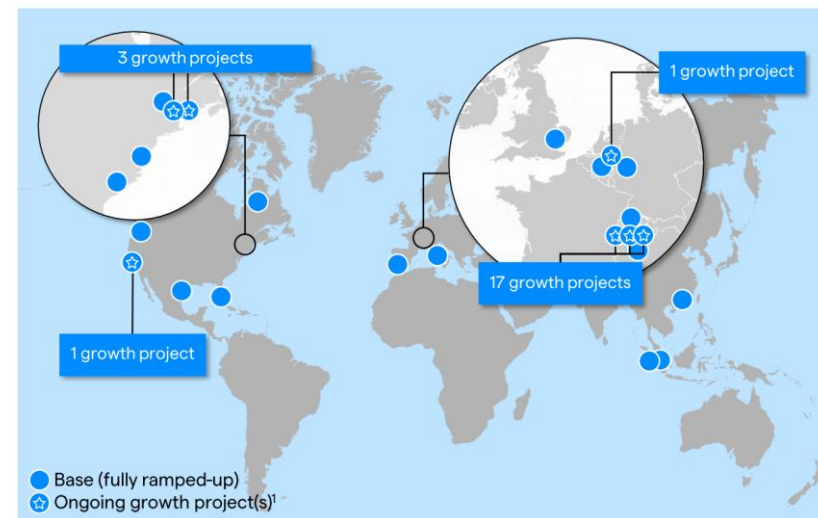 3 growth projects
1 growth project
17 growth projects
1 growth project
Base (fully ramped-up)
Ongoing growth project(s)¹